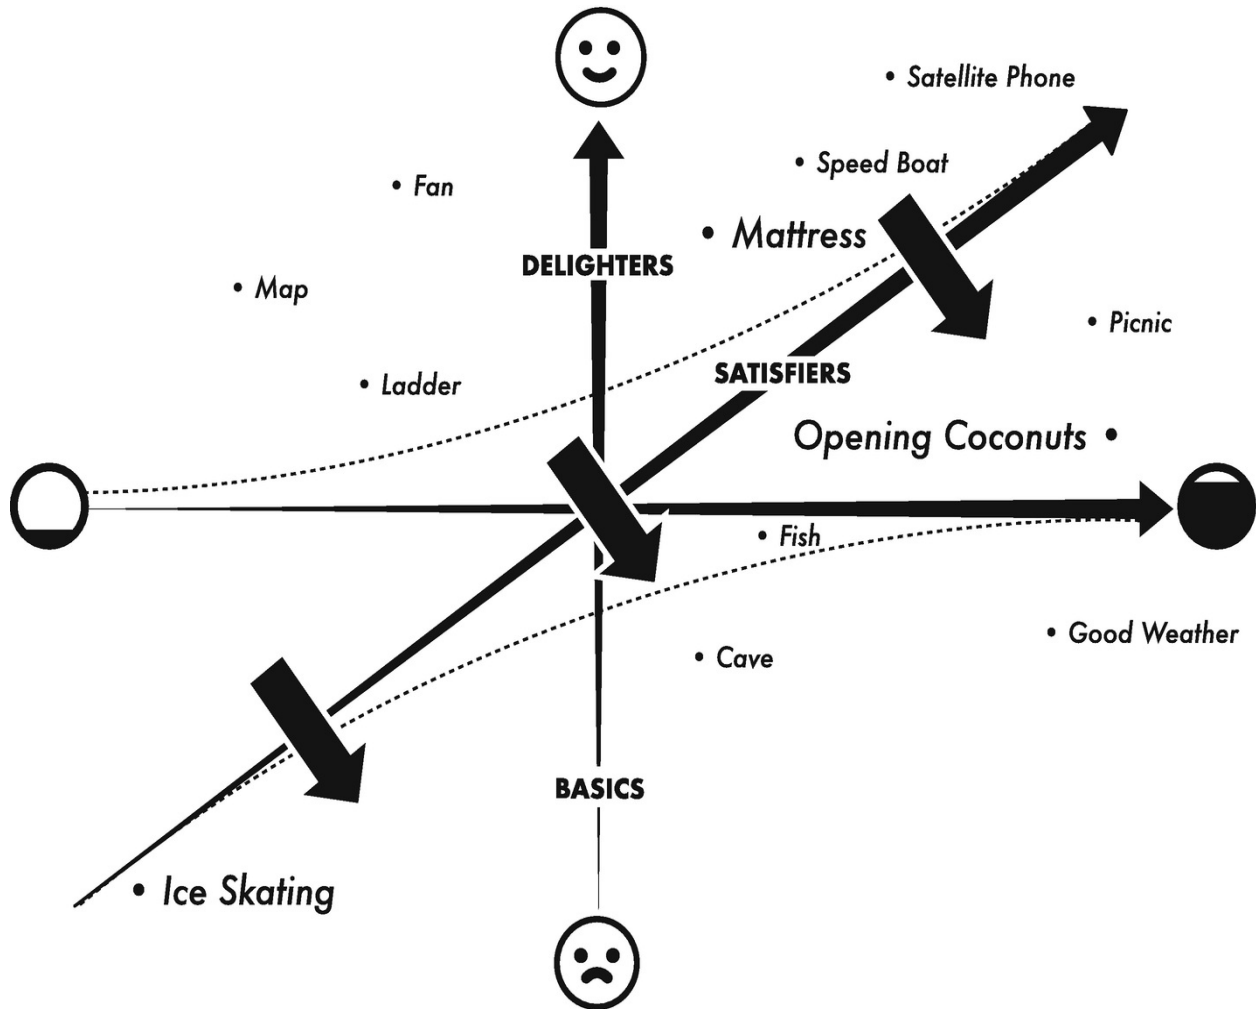 Satellite Phone
Speed Boat
Fan
Mattress
DELIGHTERS
Map
Picnic
SATISFIERS
Ladder
Opening Coconuts
Fish
Good Weather
Cave
BASICS
Ice Skating